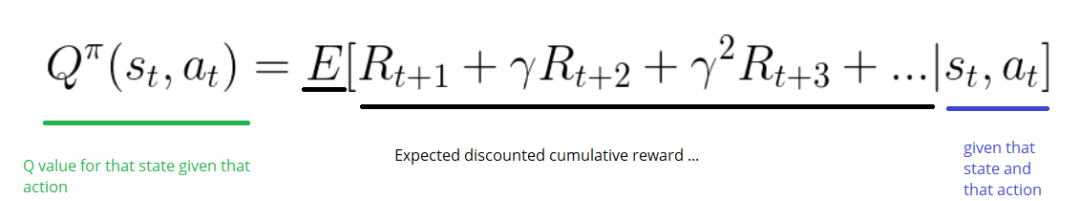 Q^π(s_t, a_t) = E[R_{t+1} + γR_{t+2} + γ^2R_{t+3} + ...|s_t, a_t]
Q value for that state given that
action
Expected discounted cumulative reward ...
given that
state and
that action